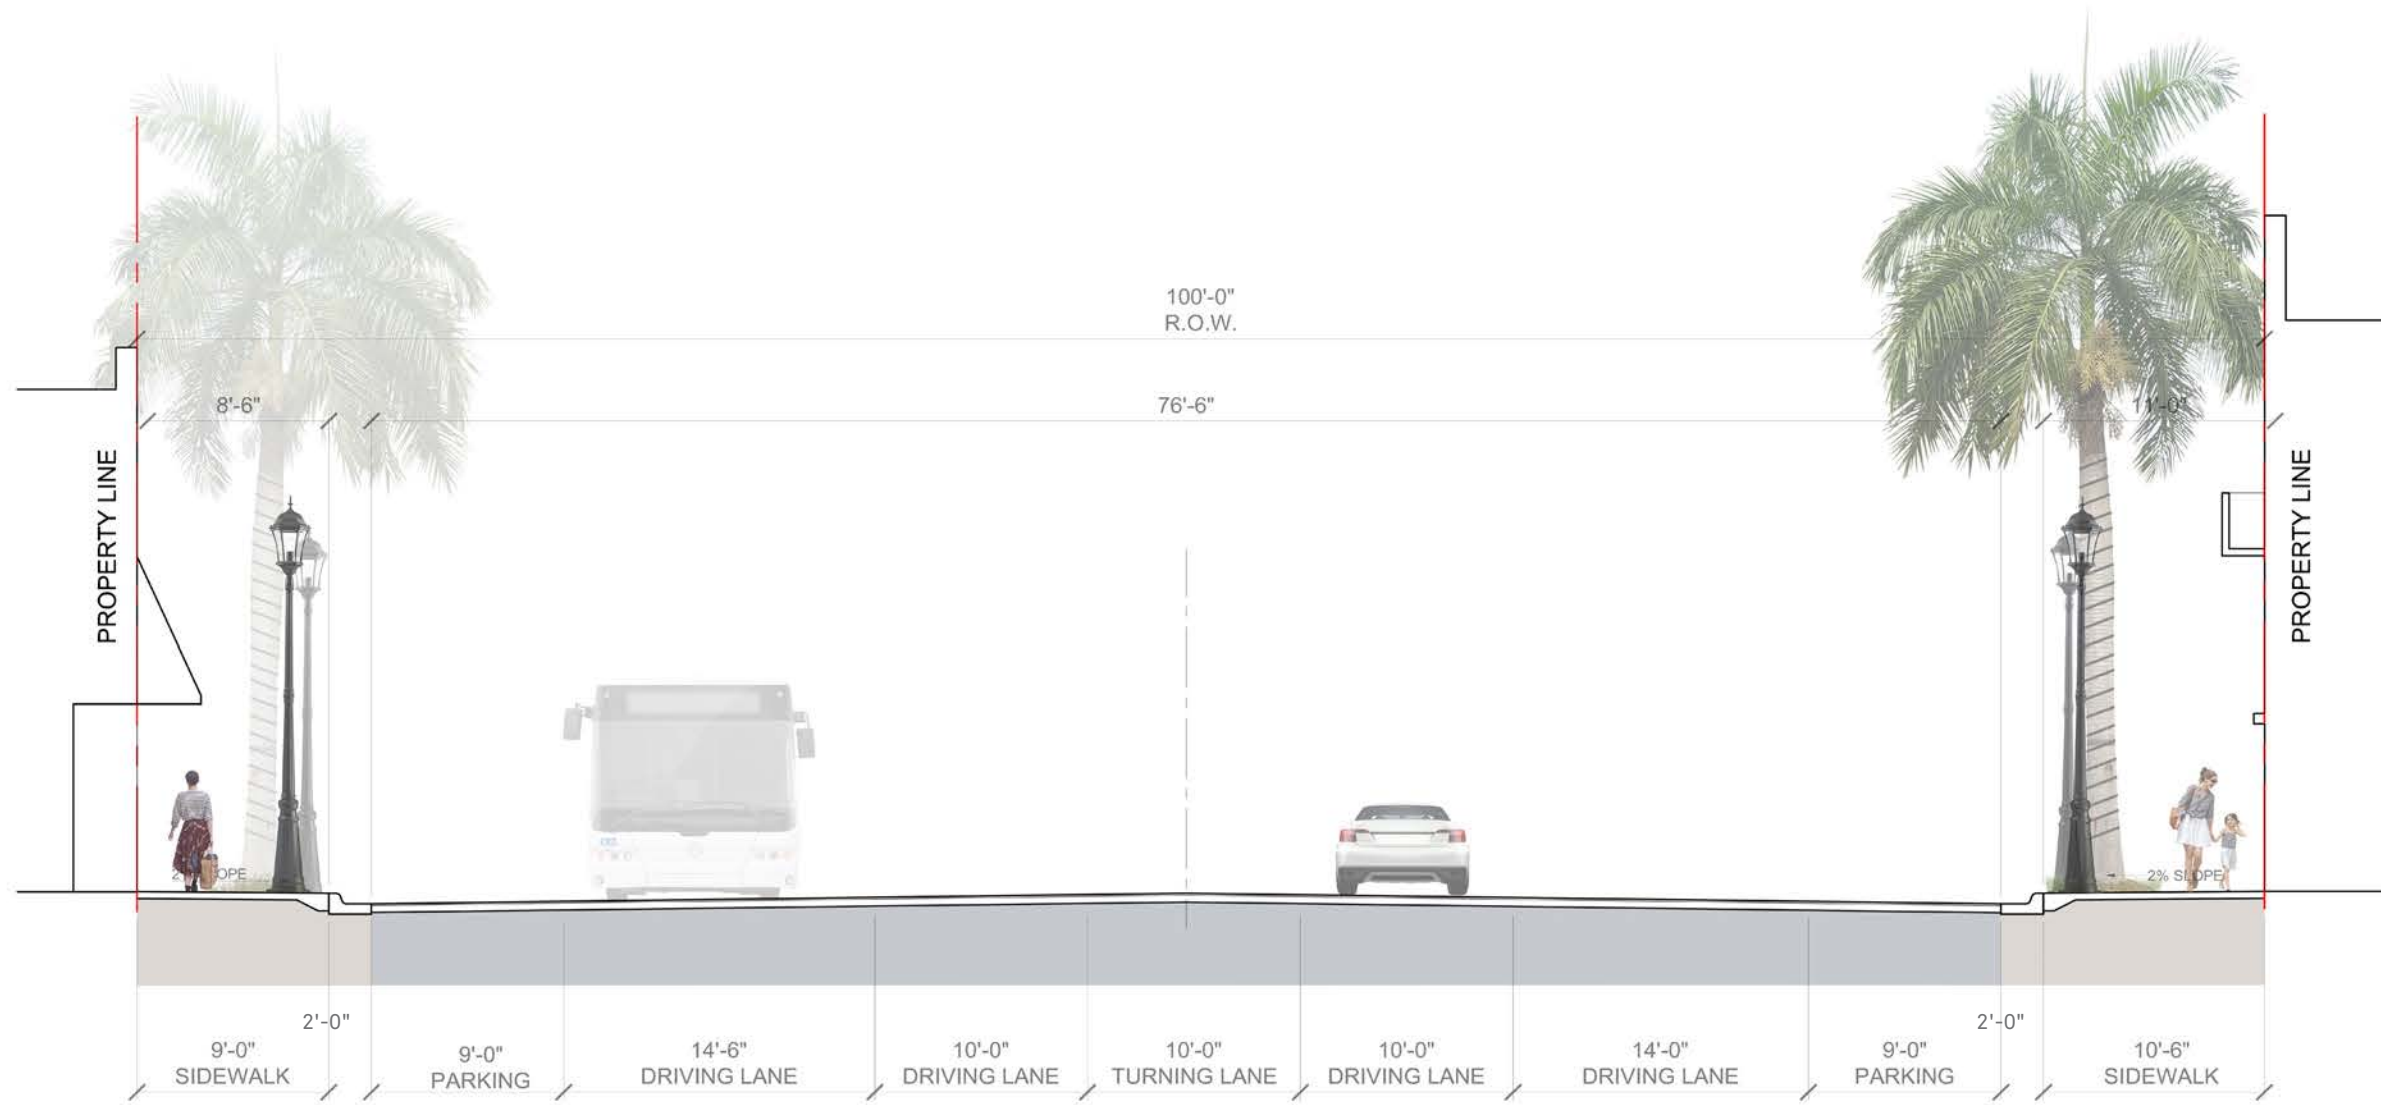 100'-0"
R.O.W.
8'-6"
76'-6"
11'-0"
PROPERTY LINE
PROPERTY LINE
2% SLOPE
2'-0"
2'-0"
9'-0"
SIDEWALK
9'-0"
PARKING
14'-6"
DRIVING LANE
10'-0"
DRIVING LANE
10'-0"
TURNING LANE
10'-0"
DRIVING LANE
14'-0"
DRIVING LANE
9'-0"
PARKING
10'-6"
SIDEWALK